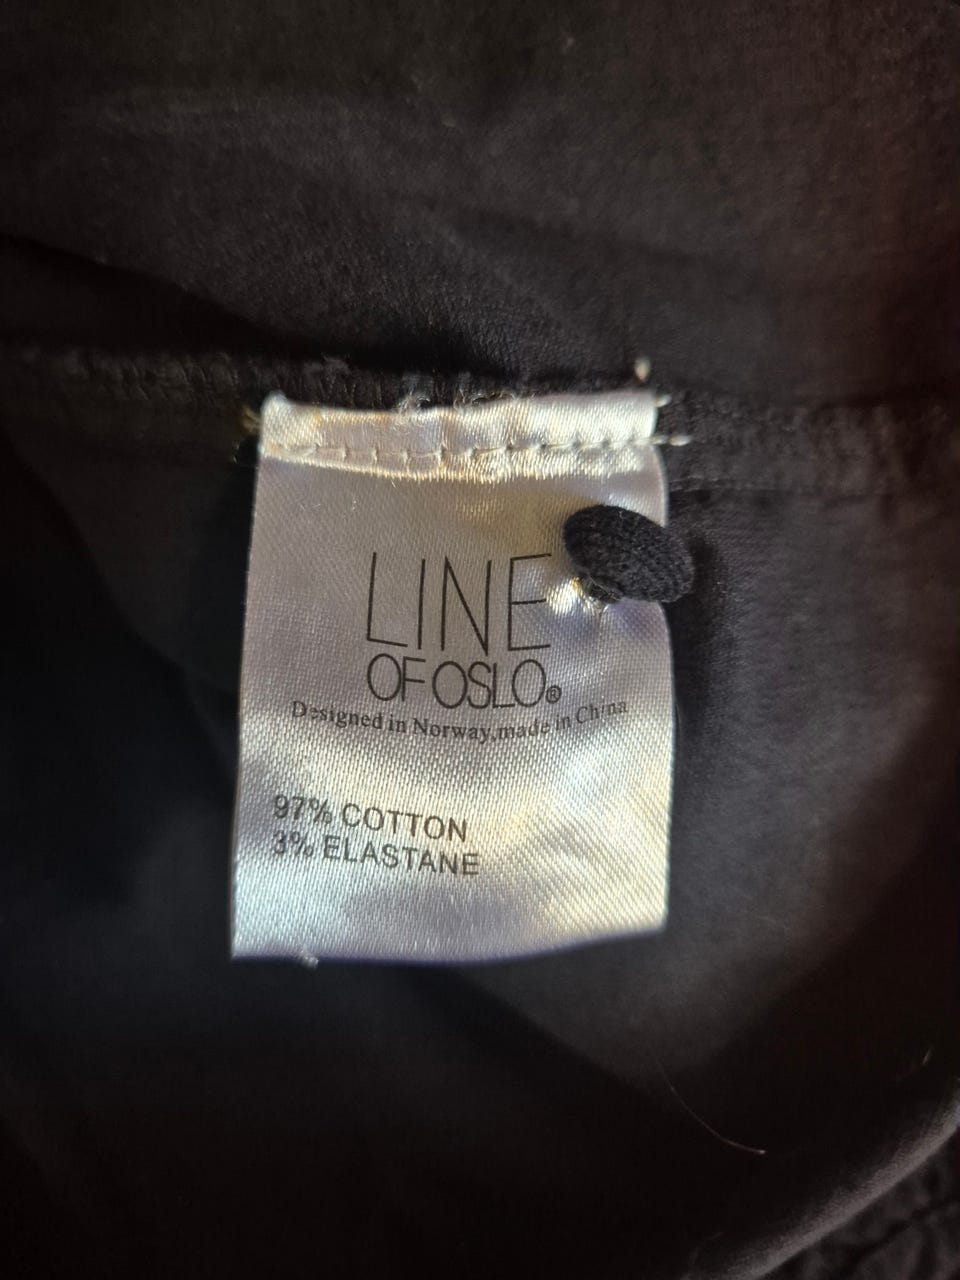 LINE
OF OSLO®
Designed in Norway,made in China
97% COTTON
3% ELASTANE